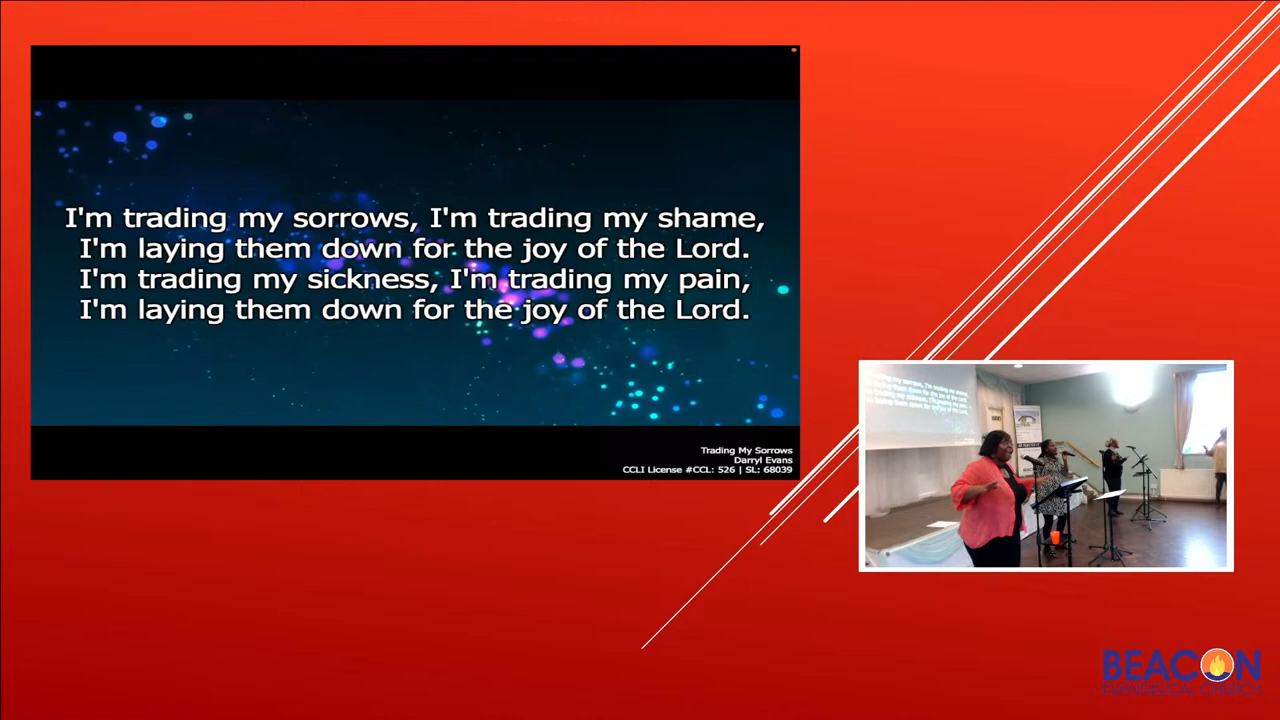 I'm trading my sorrows, I'm trading my shame,
I'm laying them down for the joy of the Lord.
I'm trading my sickness, I'm trading my pain,
I'm laying them down for the joy of the Lord.
Trading My Sorrows
Darryl Evans
CCLI License #CCL: 526 | SL: 68039
BEACON
EVANGELICAL CHURCH